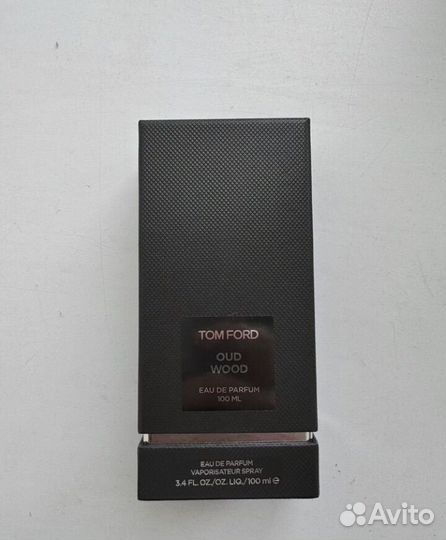 TOM FORD
OUD
WOOD
EAU DE PARFUM
100 ML
EAU DE PARFUM
VAPORISATEUR SPRAY
3.4 FL. OZ./OZ. LIQ./100 ml ℮
Avito